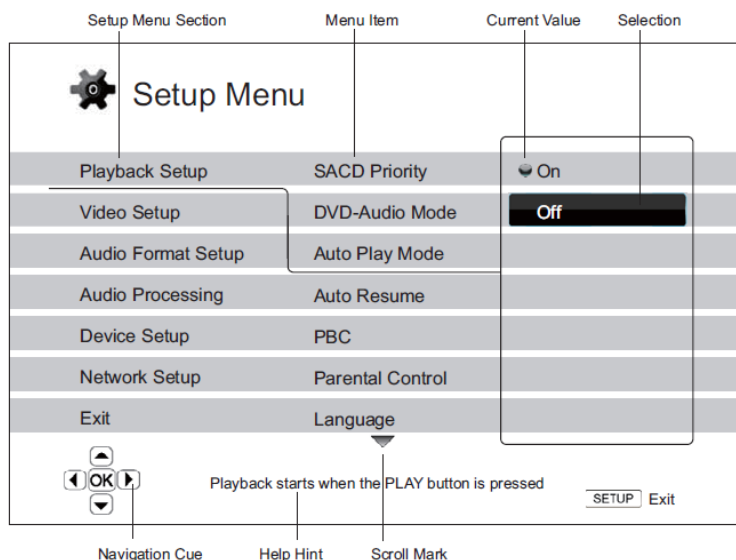 Setup Menu Section Menu Item Current Value Selection
Setup Menu
Playback Setup SACD Priority On
Video Setup DVD-Audio Mode Off
Audio Format Setup Auto Play Mode
Audio Processing Auto Resume
Device Setup PBC
Network Setup Parental Control
Exit Language
OK Playback starts when the PLAY button is pressed
SETUP Exit
Navigation Cue Help Hint Scroll Mark